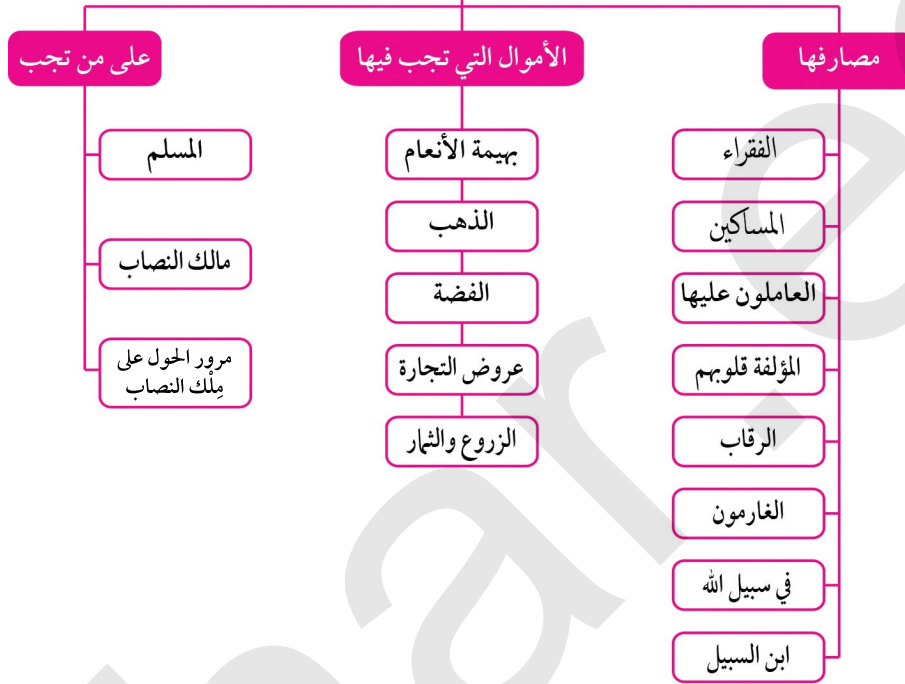 مصارفها
الفقراء
المساكين
العاملون عليها
المؤلفة قلوبهم
الرقاب
الغارمون
في سبيل الله
ابن السبيل
الأموال التي تجب فيها
بهيمة الأنعام
الذهب
الفضة
عروض التجارة
الزروع والثمار
على من تجب
المسلم
مالك النصاب
مرور الحول على
مِلْك النصاب